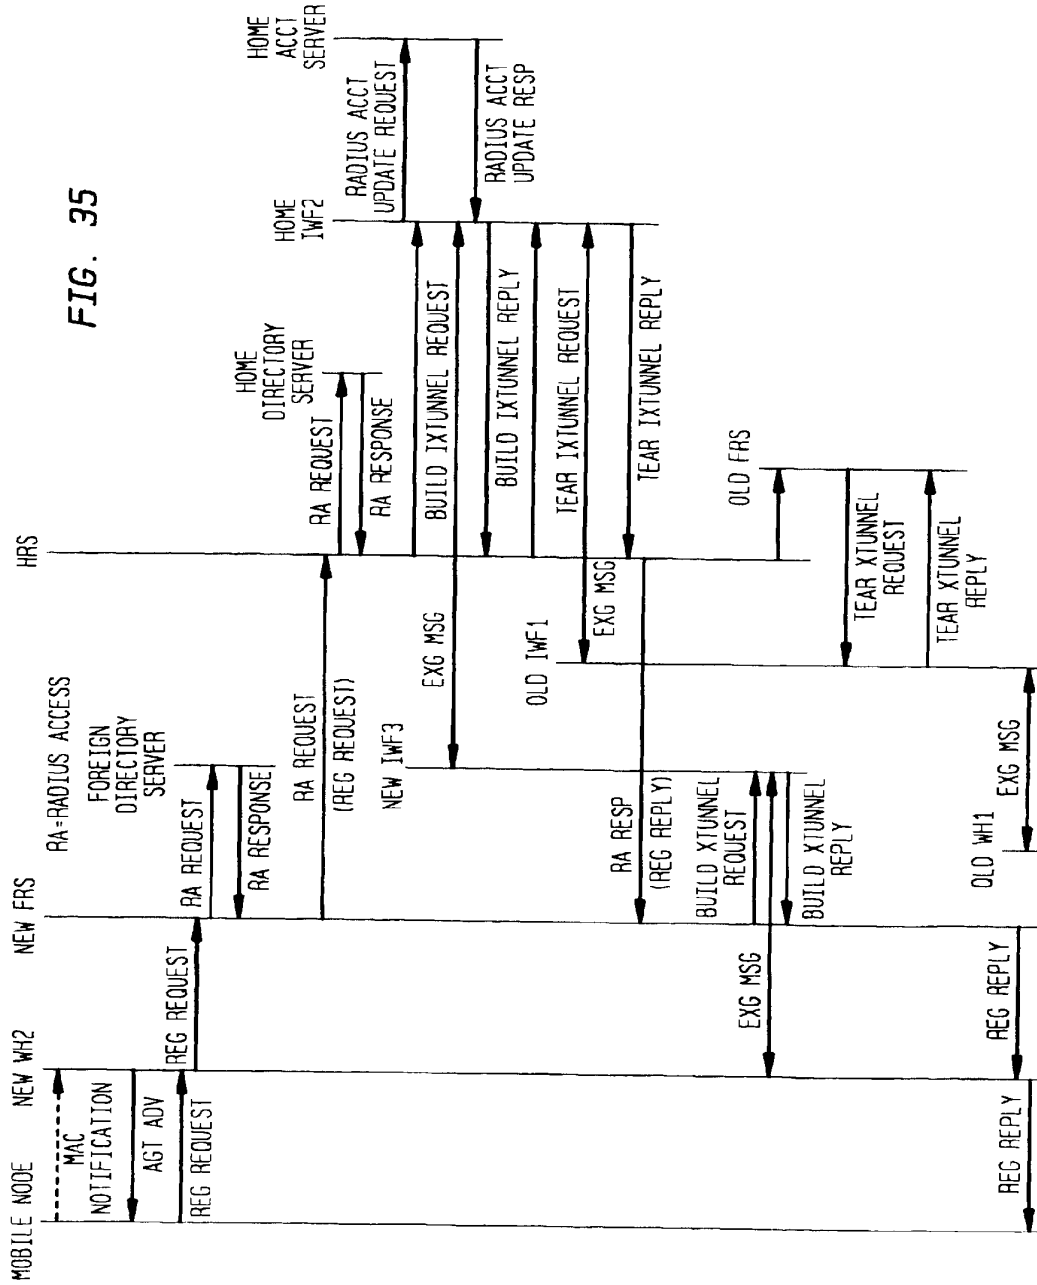 FIG. 35
MOBILE NODE
NEW WH2
NEW FRS
RA=RADIUS ACCESS
FOREIGN
DIRECTORY
SERVER
HRS
HOME
DIRECTORY
SERVER
HOME
IWF2
HOME
ACCT
SERVER
MAC
NOTIFICATION
AGT ADV
REG REQUEST
REG REQUEST
RA REQUEST
RA RESPONSE
RA REQUEST
(REG REQUEST)
RA REQUEST
RA RESPONSE
RADIUS ACCT
UPDATE REQUEST
BUILD IXTUNNEL REQUEST
NEW IWF3
EXG MSG
RADIUS ACCT
UPDATE RESP
BUILD IXTUNNEL REPLY
OLD IWF1
TEAR IXTUNNEL REQUEST
EXG MSG
TEAR IXTUNNEL REPLY
RA RESP
(REG REPLY)
OLD FRS
BUILD XTUNNEL
REQUEST
EXG MSG
BUILD XTUNNEL
REPLY
TEAR XTUNNEL
REQUEST
TEAR XTUNNEL
REPLY
OLD WH1
EXG MSG
REG REPLY
REG REPLY